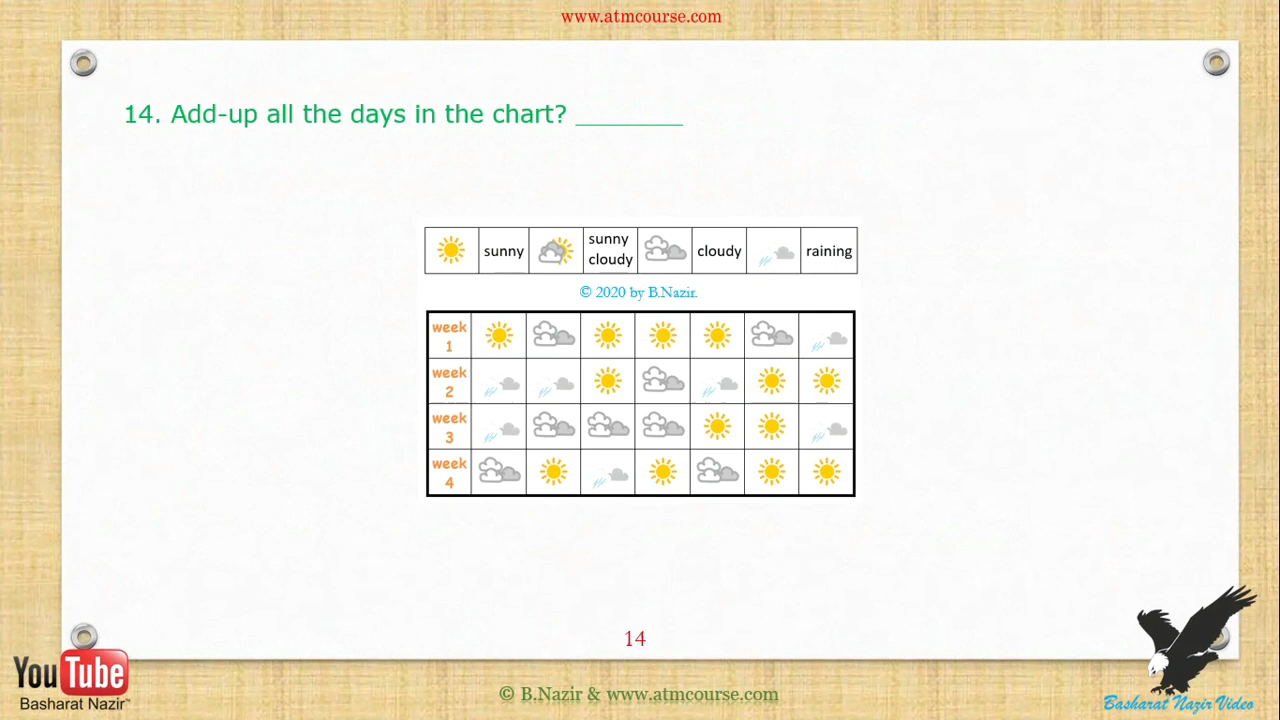 www.atmcourse.com
14. Add-up all the days in the chart? ________
sunny
sunny
cloudy
cloudy
raining
© 2020 by B.Nazir.
week
1
week
2
week
3
week
4
14
YouTube
Basharat Nazir™
© B.Nazir & www.atmcourse.com
Basharat Nazir Video